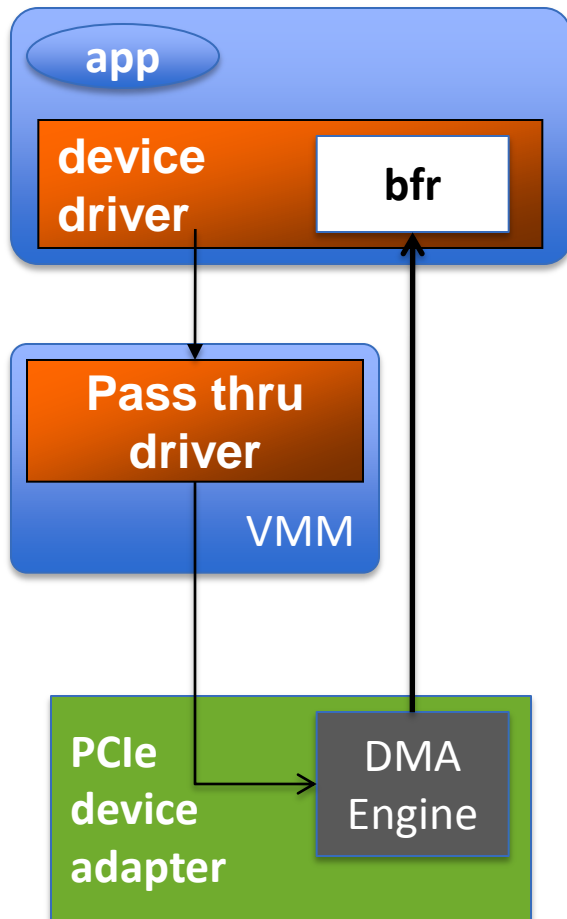 app
device
driver
bfr
Pass thru
driver
VMM
PCIe
device
adapter
DMA
Engine